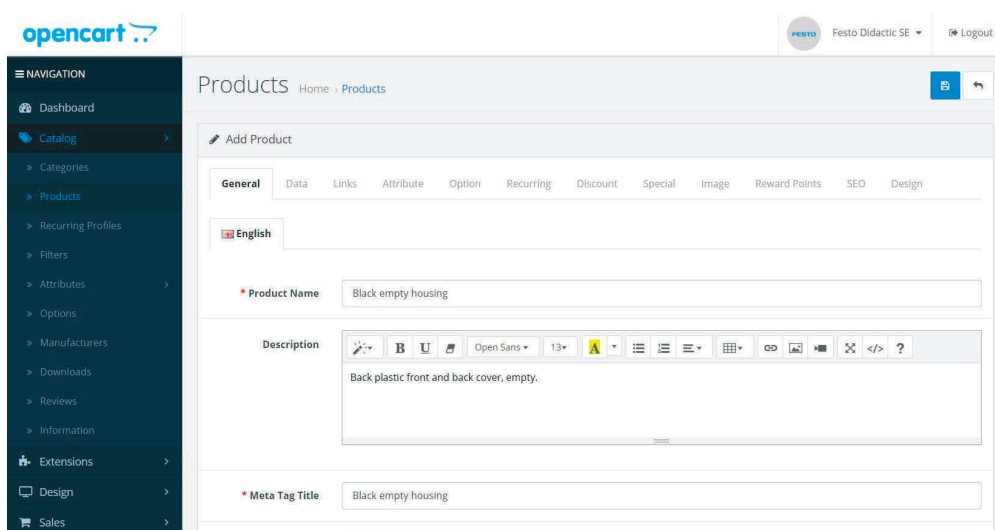 opencart
FESTO Festo Didactic SE Logout
NAVIGATION
Dashboard
Catalog
» Categories
» Products
» Recurring Profiles
» Filters
» Attributes
» Options
» Manufacturers
» Downloads
» Reviews
» Information
Extensions
Design
Sales
Products Home › Products
Add Product
General Data Links Attribute Option Recurring Discount Special Image Reward Points SEO Design
English
* Product Name Black empty housing
Description B U Open Sans 13 A </> ?
Back plastic front and back cover, empty.
* Meta Tag Title Black empty housing